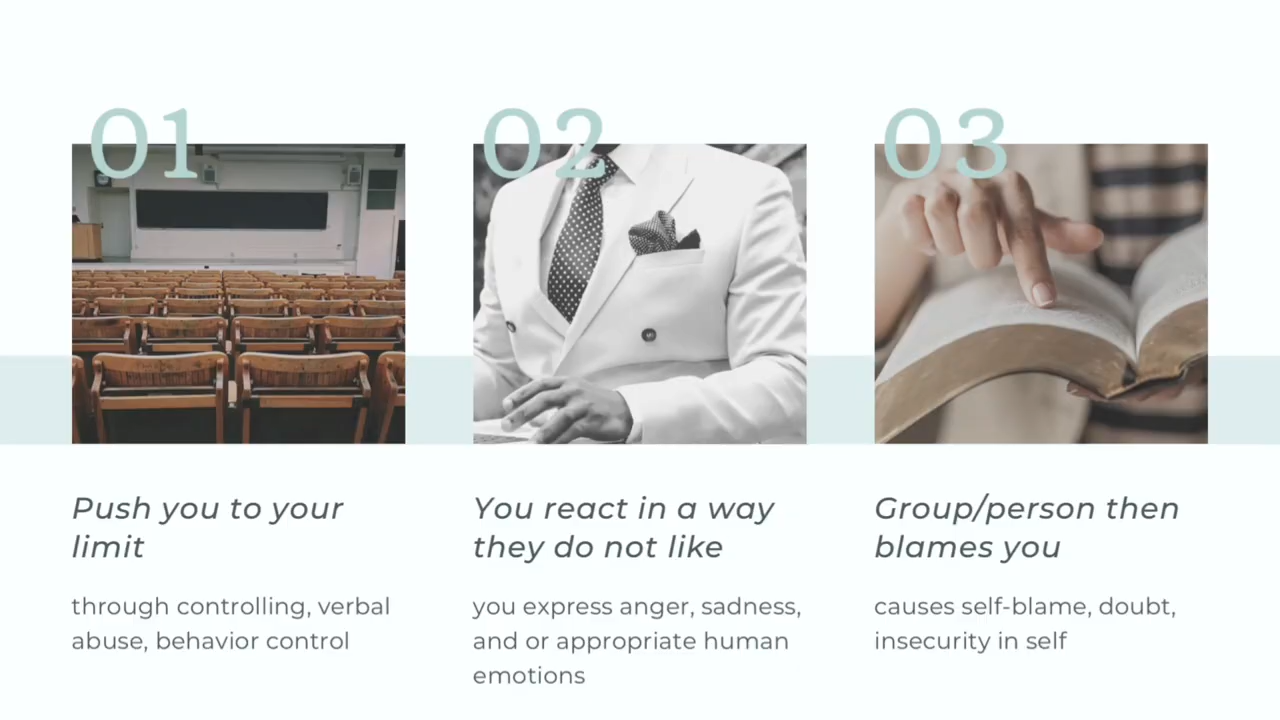 01
Push you to your
limit
through controlling, verbal
abuse, behavior control
02
You react in a way
they do not like
you express anger, sadness,
and or appropriate human
emotions
03
Group/person then
blames you
causes self-blame, doubt,
insecurity in self